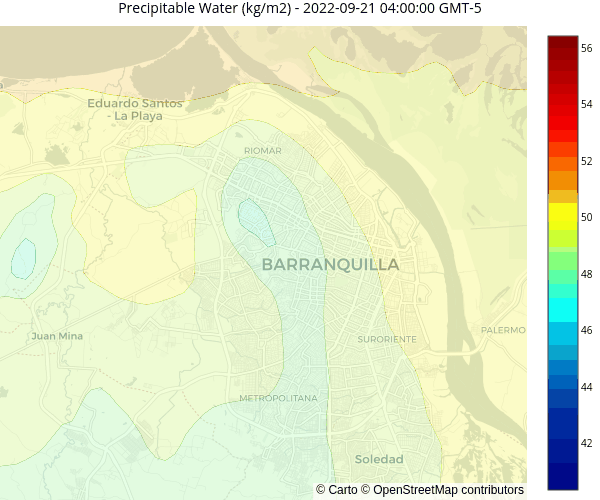 Precipitable Water (kg/m2) - 2022-09-21 04:00:00 GMT-5
56
54
52
50
48
46
44
42
Eduardo Santos
- La Playa
RIOMAR
BARRANQUILLA
Juan Mina
PALERMO
SURORIENTE
METROPOLITANA
Soledad
© Carto © OpenStreetMap contributors